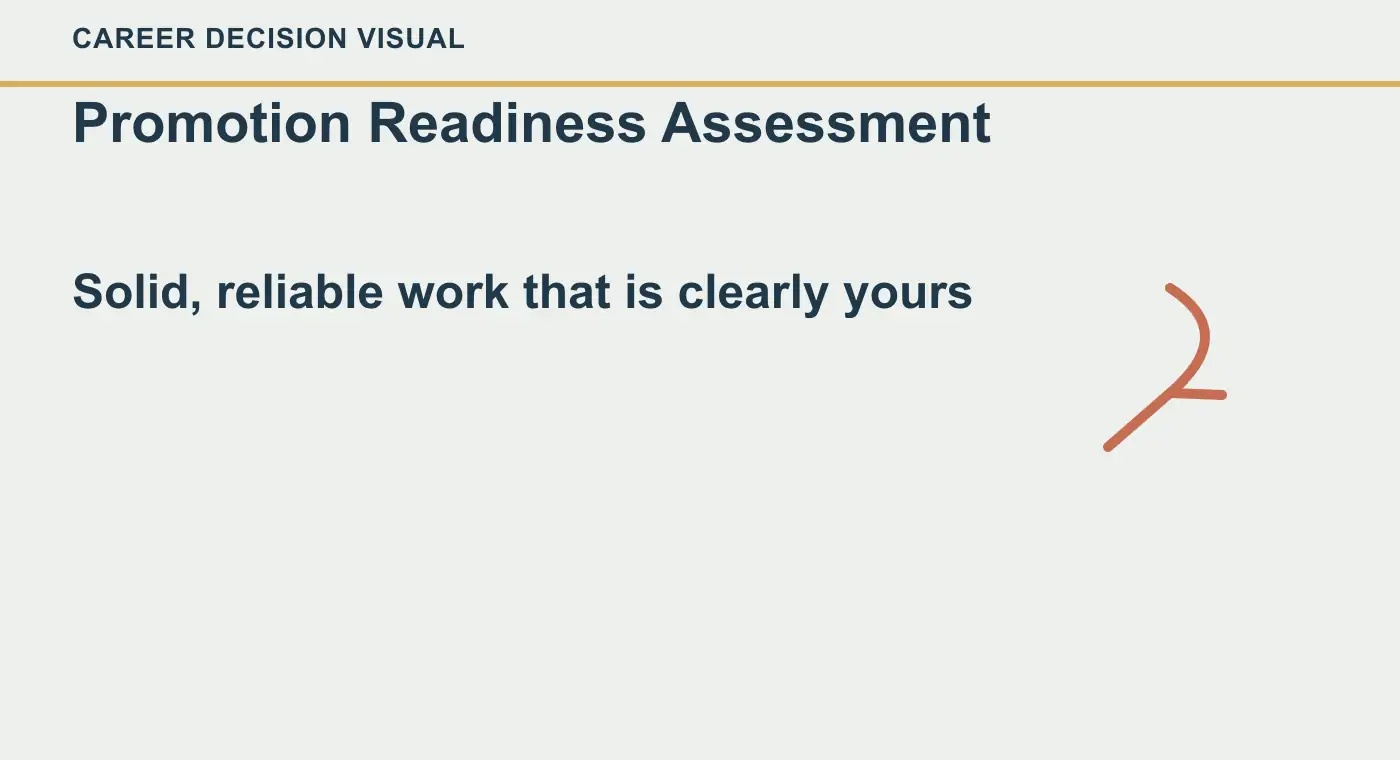 CAREER DECISION VISUAL
Promotion Readiness Assessment
Solid, reliable work that is clearly yours